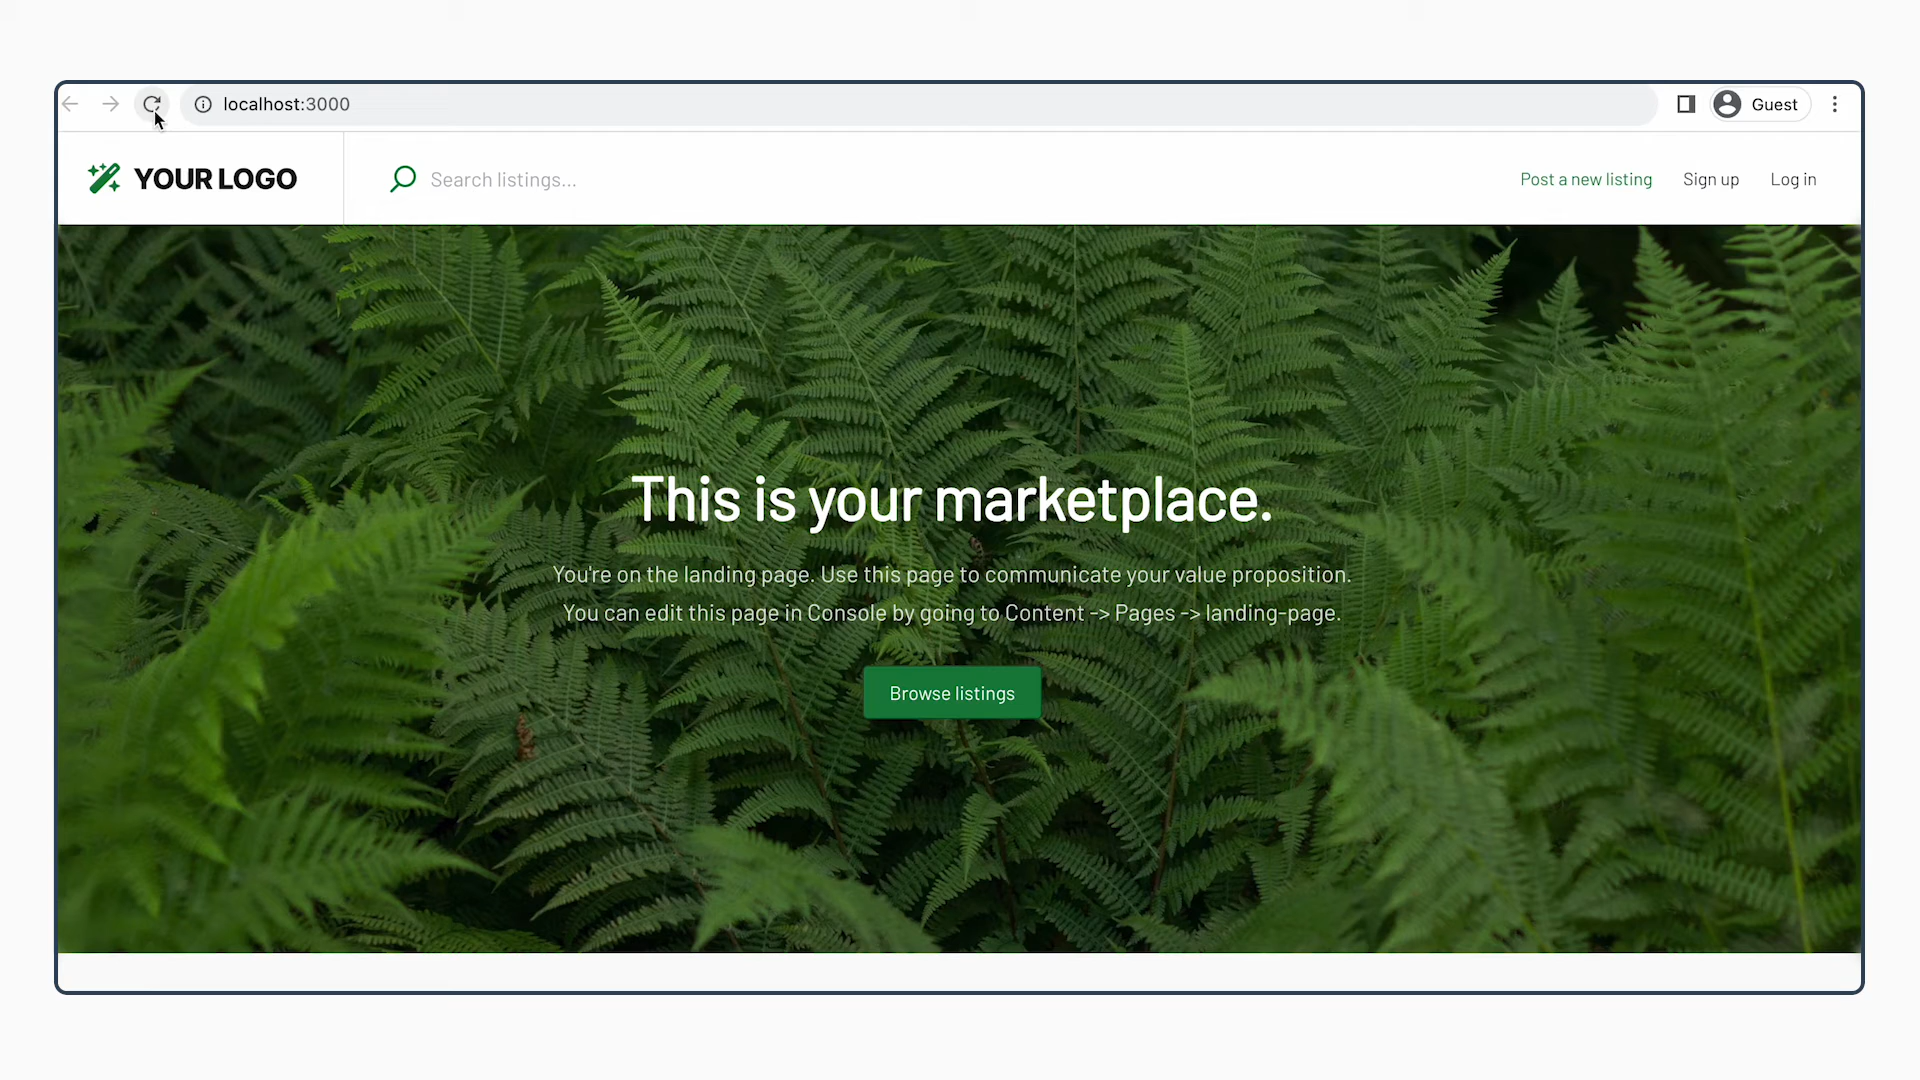 localhost:3000
Guest
YOUR LOGO
Search listings...
Post a new listing
Sign up
Log in
This is your marketplace.
You're on the landing page. Use this page to communicate your value proposition.
You can edit this page in Console by going to Content -> Pages -> landing-page.
Browse listings